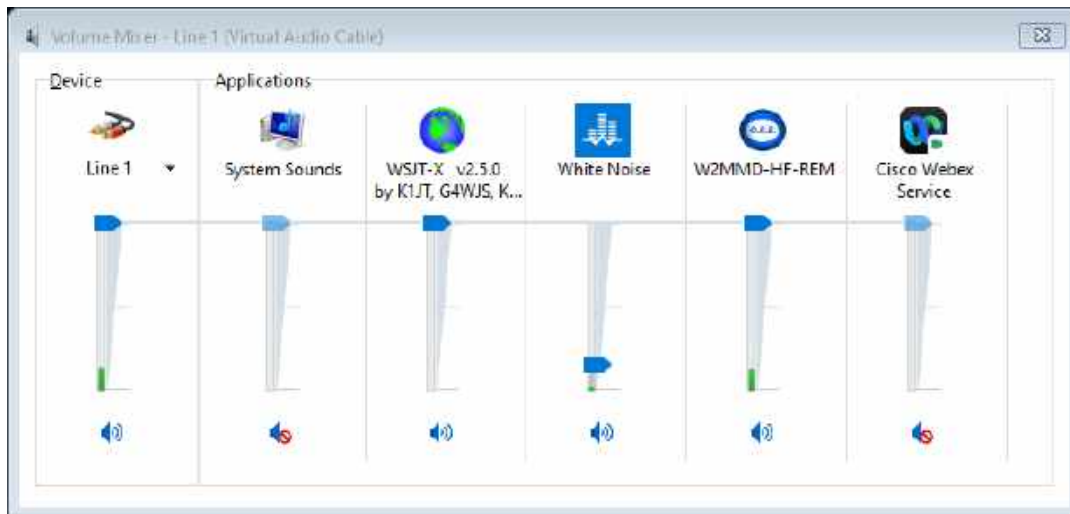 Volume Mixer - Line 1 (Virtual Audio Cable)
Device
Applications
Line 1
System Sounds
WSJT-X v2.5.0
by K1JT, G4WJS, K...
White Noise
W2MMD-HF-REM
Cisco Webex
Service